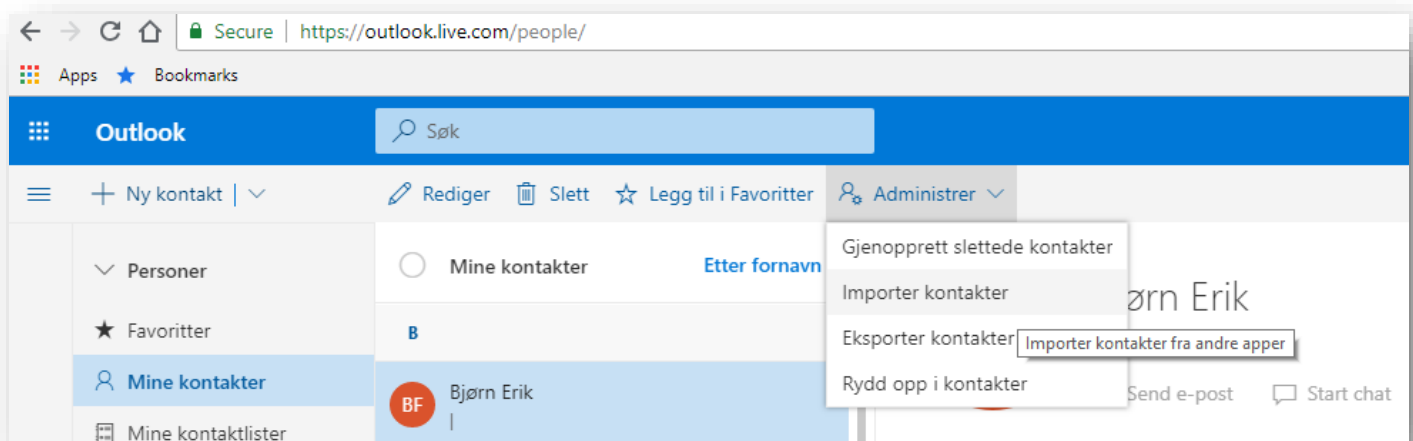 Secure | https://outlook.live.com/people/
Apps Bookmarks
Outlook Søk
Ny kontakt | Rediger Slett Legg til i Favoritter Administrer
Personer
Favoritter
Mine kontakter
Mine kontaktlister
Mine kontakter Etter fornavn
B
BF Bjørn Erik
Gjenopprett slettede kontakter
Importer kontakter
Eksporter kontakter
Rydd opp i kontakter
Importer kontakter fra andre apper
ørn Erik
Send e-post Start chat